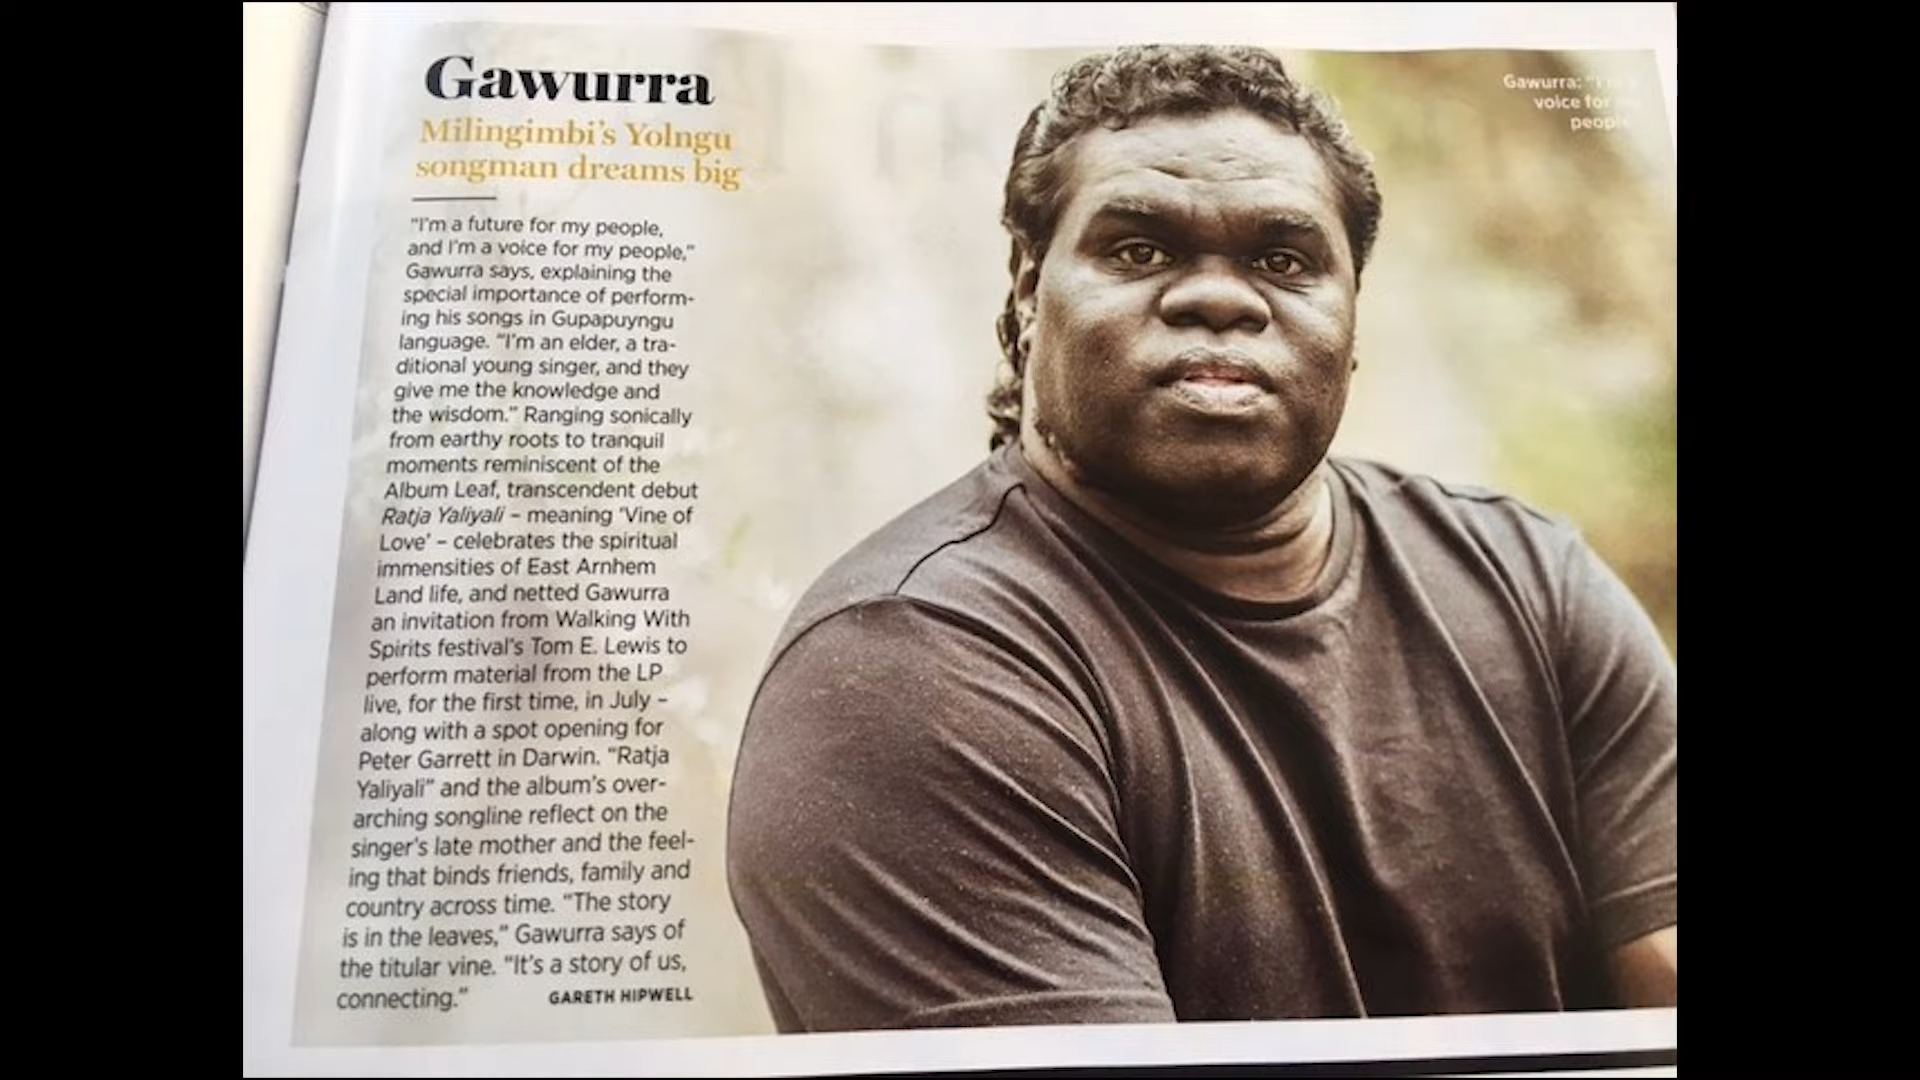 Gawurra
Milingimbi's Yolngu
songman dreams big
"I'm a future for my people,
and I'm a voice for my people,"
Gawurra says, explaining the
special importance of perform-
ing his songs in Gupapuyngu
language. "I'm an elder, a tra-
ditional young singer, and they
give me the knowledge and
the wisdom." Ranging sonically
from earthy roots to tranquil
moments reminiscent of the
Album Leaf, transcendent debut
Ratja Yaliyali – meaning 'Vine of
Love' – celebrates the spiritual
immensities of East Arnhem
Land life, and netted Gawurra
an invitation from Walking With
Spirits festival's Tom E. Lewis to
perform material from the LP
live, for the first time, in July –
along with a spot opening for
Peter Garrett in Darwin. "Ratja
Yaliyali" and the album's over-
arching songline reflect on the
singer's late mother and the feel-
ing that binds friends, family and
country across time. "The story
is in the leaves," Gawurra says of
the titular vine. "It's a story of us,
connecting."
GARETH HIPWELL
Gawurra:
voice for
people